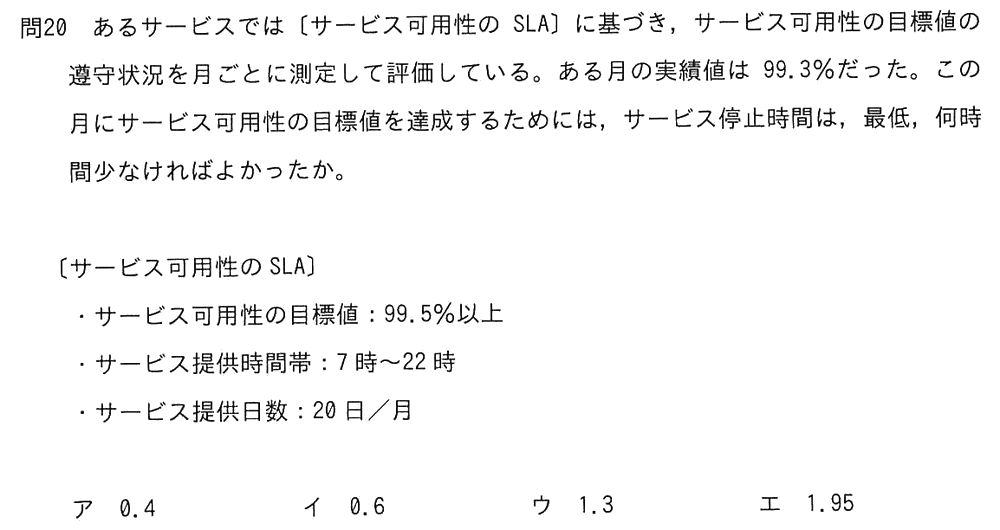 問20 あるサービスでは〔サービス可用性の SLA〕に基づき，サービス可用性の目標値の
遵守状況を月ごとに測定して評価している。ある月の実績値は 99.3%だった。この
月にサービス可用性の目標値を達成するためには，サービス停止時間は，最低，何時
間少なければよかったか。
〔サービス可用性の SLA〕
・サービス可用性の目標値：99.5%以上
・サービス提供時間帯：7 時～22 時
・サービス提供日数：20 日／月
ア 0.4 イ 0.6 ウ 1.3 エ 1.95